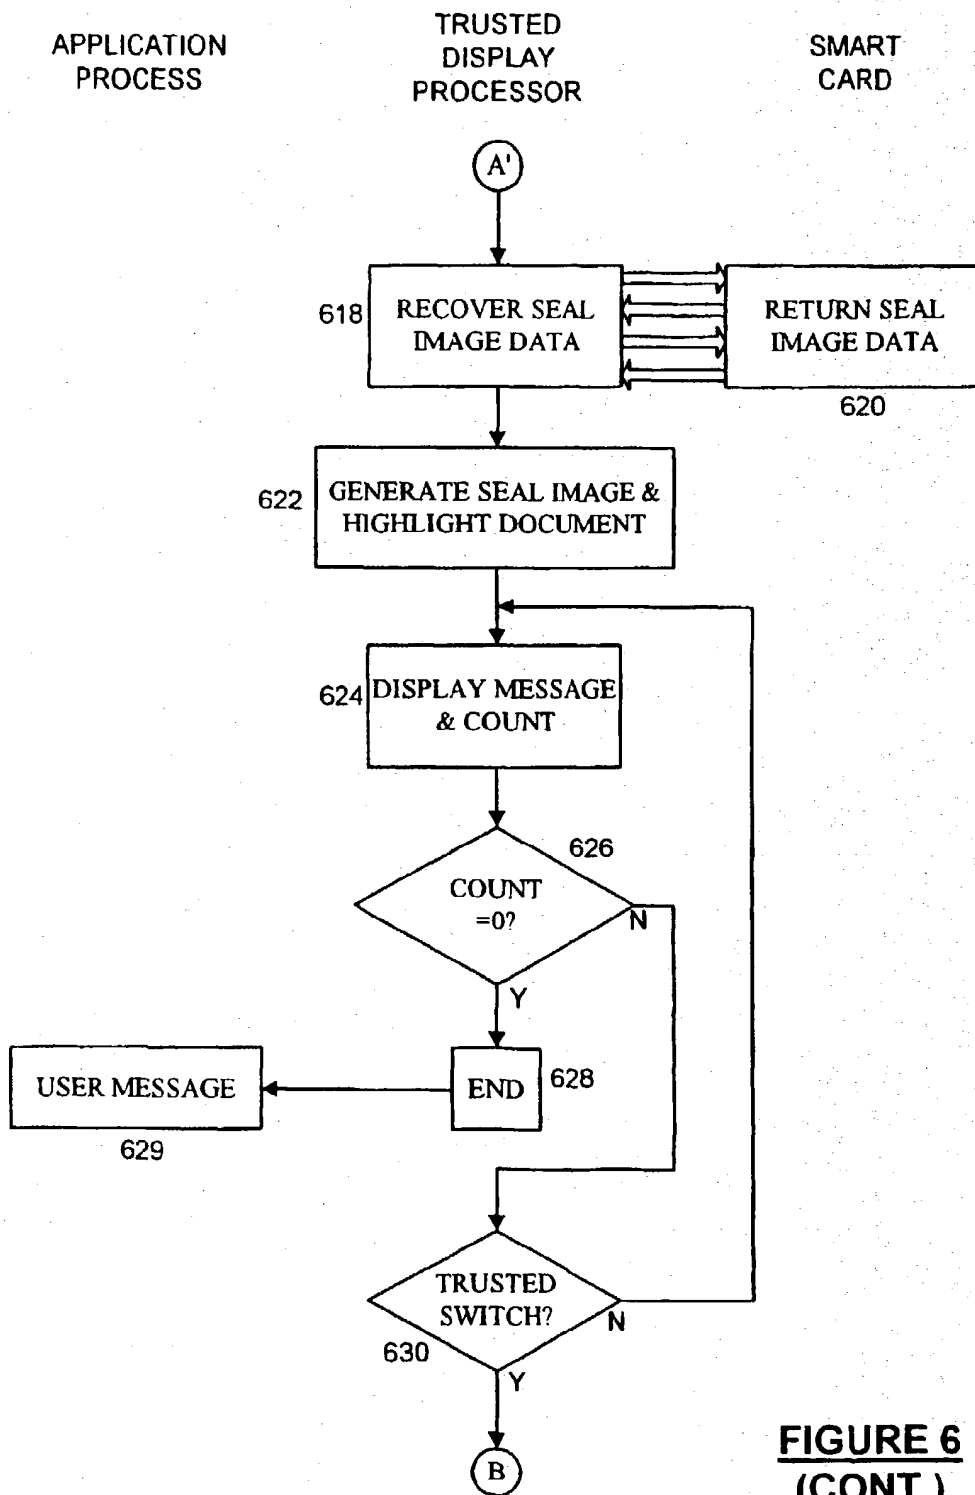 APPLICATION
PROCESS
TRUSTED
DISPLAY
PROCESSOR
SMART
CARD
A'
618
RECOVER SEAL
IMAGE DATA
RETURN SEAL
IMAGE DATA
620
622
GENERATE SEAL IMAGE &
HIGHLIGHT DOCUMENT
624
DISPLAY MESSAGE
& COUNT
626
COUNT
=0?
N
Y
USER MESSAGE
629
END
628
TRUSTED
SWITCH?
N
630
Y
B
FIGURE 6
(CONT.)